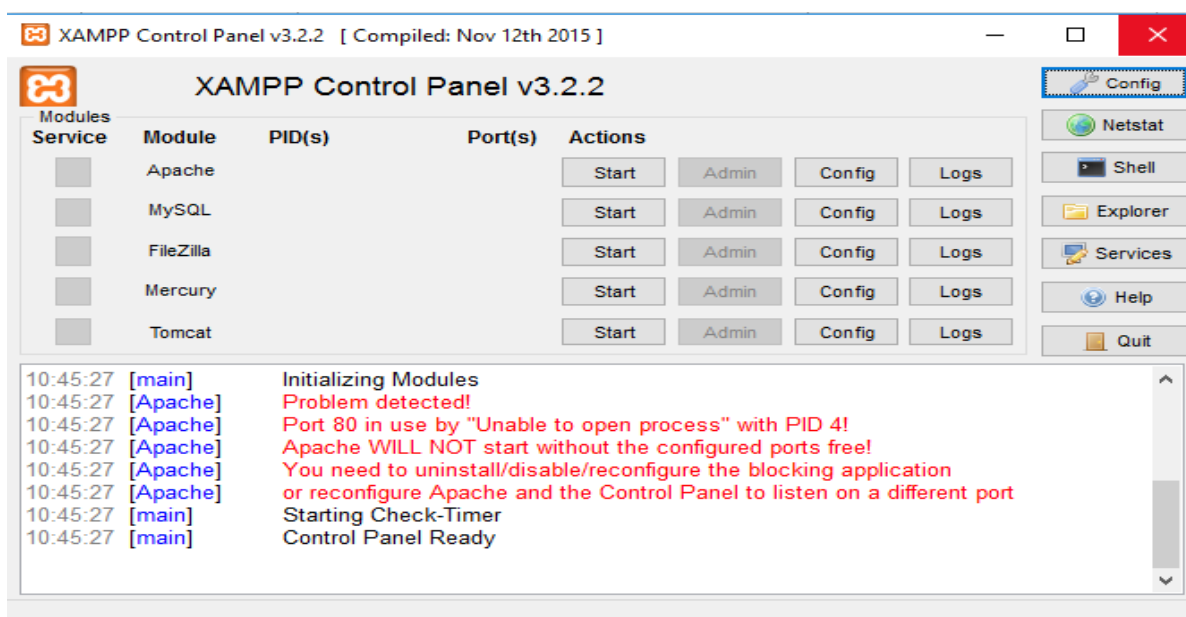 XAMPP Control Panel v3.2.2 [ Compiled: Nov 12th 2015 ]
XAMPP Control Panel v3.2.2
Config
Modules
Netstat
Service Module PID(s) Port(s) Actions
Apache Start Admin Config Logs
Shell
MySQL Start Admin Config Logs
Explorer
FileZilla Start Admin Config Logs
Services
Mercury Start Admin Config Logs
Help
Tomcat Start Admin Config Logs
Quit
10:45:27 [main] Initializing Modules
10:45:27 [Apache] Problem detected!
10:45:27 [Apache] Port 80 in use by "Unable to open process" with PID 4!
10:45:27 [Apache] Apache WILL NOT start without the configured ports free!
10:45:27 [Apache] You need to uninstall/disable/reconfigure the blocking application
10:45:27 [Apache] or reconfigure Apache and the Control Panel to listen on a different port
10:45:27 [main] Starting Check-Timer
10:45:27 [main] Control Panel Ready